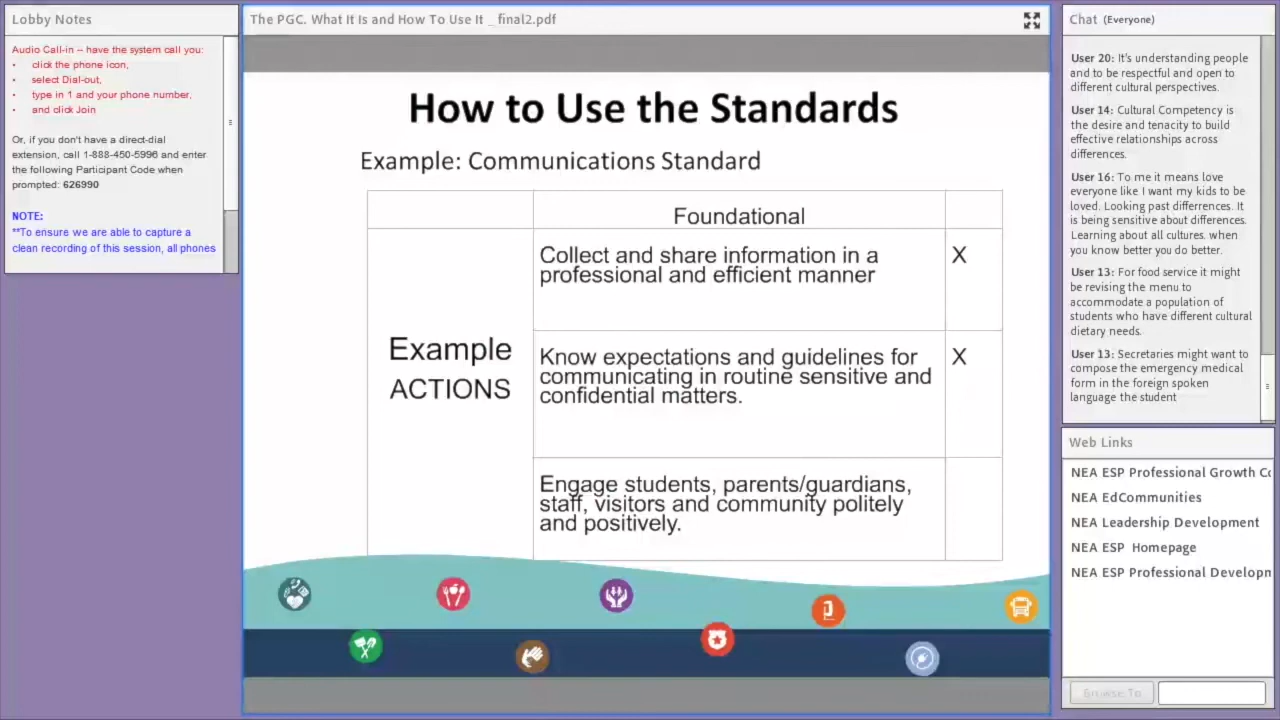 Lobby Notes
Audio Call-in -- have the system call you:
• click the phone icon,
• select Dial-out,
• type in 1 and your phone number,
• and click Join
Or, if you don't have a direct-dial
extension, call 1-888-450-5996 and enter
the following Participant Code when
prompted: 626990
NOTE:
**To ensure we are able to capture a
clean recording of this session, all phones
The PGC. What It Is and How To Use It _ final2.pdf
How to Use the Standards
Example: Communications Standard
Foundational
Example
ACTIONS
Collect and share information in a
professional and efficient manner
X
Know expectations and guidelines for
communicating in routine sensitive and
confidential matters.
X
Engage students, parents/guardians,
staff, visitors and community politely
and positively.
Chat (Everyone)
User 20: It's understanding people
and to be respectful and open to
different cultural perspectives.
User 14: Cultural Competency is
the desire and tenacity to build
effective relationships across
differences.
User 16: To me it means love
everyone like I want my kids to be
loved. Looking past differences. It
is being sensitive about differences.
Learning about all cultures. when
you know better you do better.
User 13: For food service it might
be revising the menu to
accommodate a population of
students who have different cultural
dietary needs.
User 13: Secretaries might want to
compose the emergency medical
form in the foreign spoken
language the student
Web Links
NEA ESP Professional Growth Co
NEA EdCommunities
NEA Leadership Development
NEA ESP Homepage
NEA ESP Professional Developm
Browse To